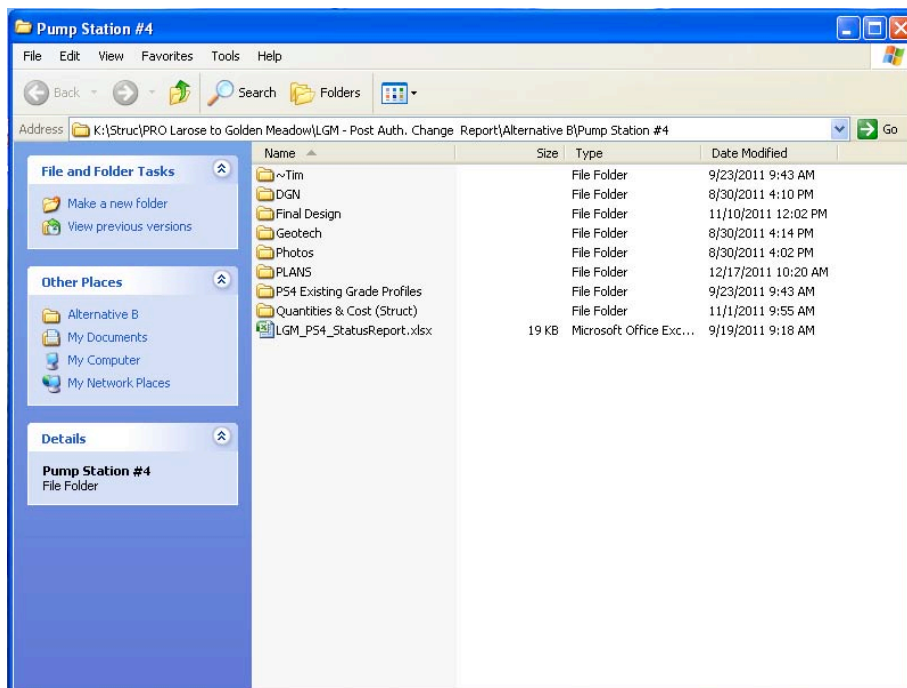 Pump Station #4
File Edit View Favorites Tools Help
Back Search Folders
Address K:\Struc\PRO Larose to Golden Meadow\LGM - Post Auth. Change Report\Alternative B\Pump Station #4 Go
File and Folder Tasks
Make a new folder
View previous versions
Other Places
Alternative B
My Documents
My Computer
My Network Places
Details
Pump Station #4
File Folder
Name Size Type Date Modified
~Tim File Folder 9/23/2011 9:43 AM
DGN File Folder 8/30/2011 4:10 PM
Final Design File Folder 11/10/2011 12:02 PM
Geotech File Folder 8/30/2011 4:14 PM
Photos File Folder 8/30/2011 4:02 PM
PLANS File Folder 12/17/2011 10:20 AM
PS4 Existing Grade Profiles File Folder 9/23/2011 9:43 AM
Quantities & Cost (Struct) File Folder 11/1/2011 9:55 AM
LGM_PS4_StatusReport.xlsx 19 KB Microsoft Office Exc... 9/19/2011 9:18 AM